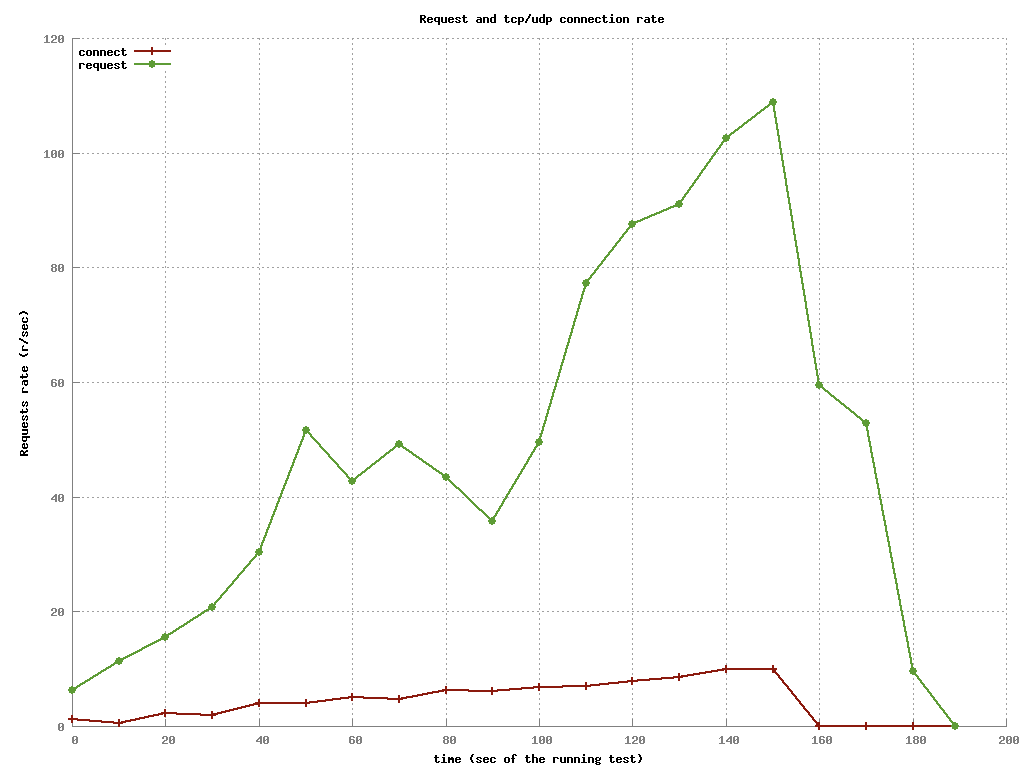 Request and tcp/udp connection rate
120
connect
request
100
80
60
40
20
0
Requests rate (r/sec)
0 20 40 60 80 100 120 140 160 180 200
time (sec of the running test)